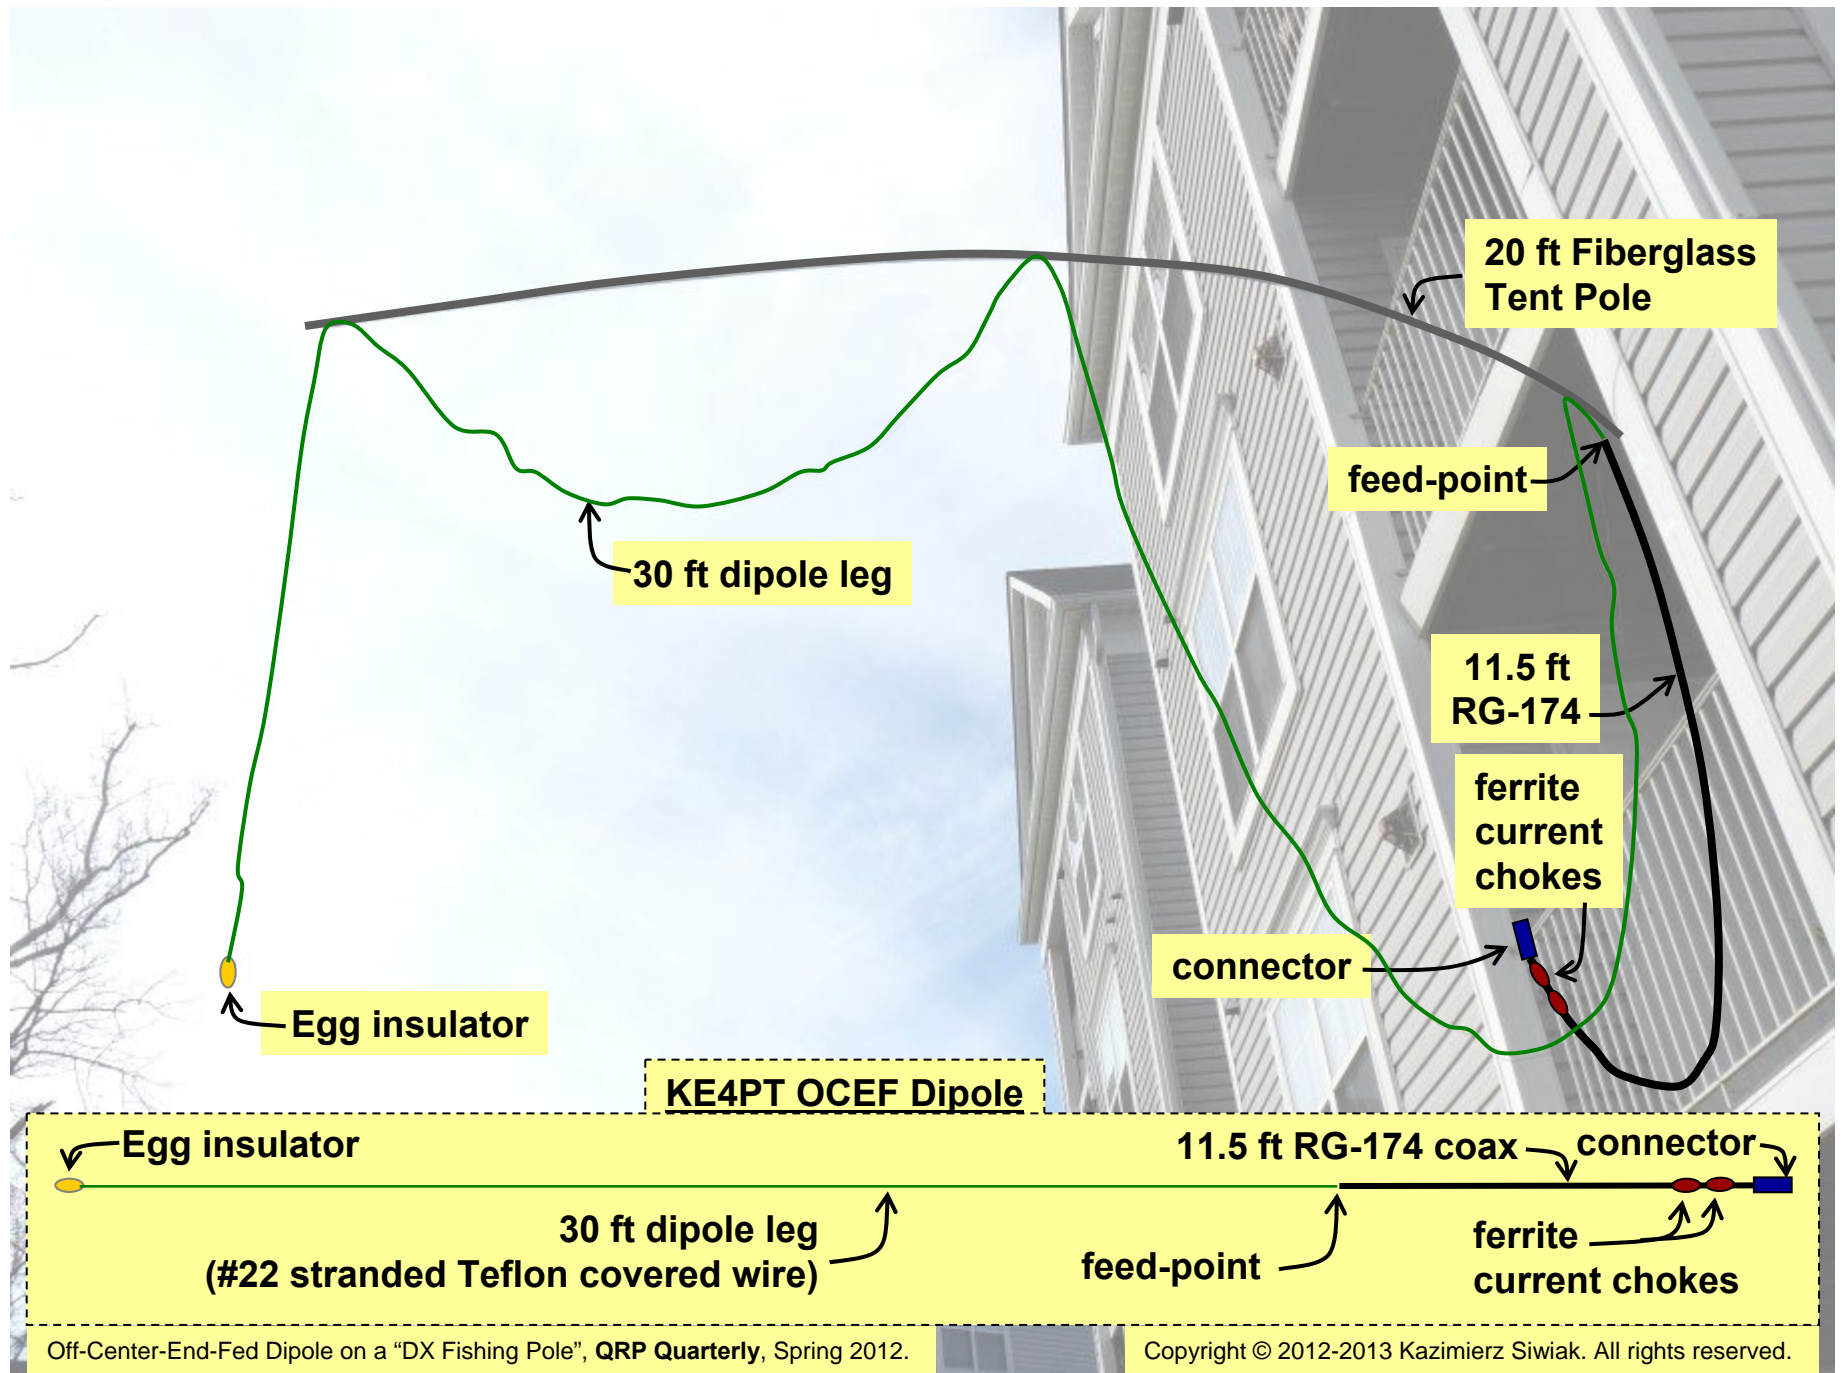 20 ft Fiberglass
Tent Pole
feed-point
30 ft dipole leg
11.5 ft
RG-174
ferrite
current
chokes
connector
Egg insulator
KE4PT OCEF Dipole
Egg insulator
11.5 ft RG-174 coax
connector
30 ft dipole leg
(#22 stranded Teflon covered wire)
feed-point
ferrite
current chokes
Off-Center-End-Fed Dipole on a “DX Fishing Pole”, QRP Quarterly, Spring 2012.
Copyright © 2012-2013 Kazimierz Siwiak. All rights reserved.